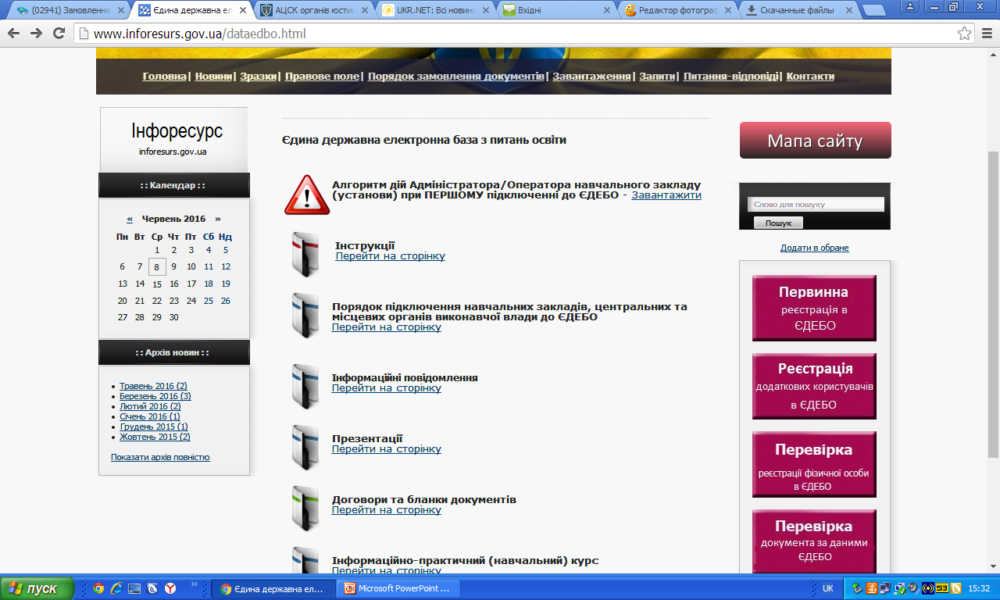 (02941) Замовлення
Єдина державна ел
АЦСК органів юстиц
UKR.NET: Всі новин
Вхідні
Редактор фотограф
Скачанные файлы
www.inforesurs.gov.ua/dataedbo.html
Головна| Новини| Зразки| Правове поле| Порядок замовлення документів| Завантаження| Запити| Питання-відповіді| Контакти
Інфоресурс
inforesurs.gov.ua
::Календар::
« Червень 2016 »
Пн Вт Ср Чт Пт Сб Нд
1 2 3 4 5
6 7 8 9 10 11 12
13 14 15 16 17 18 19
20 21 22 23 24 25 26
27 28 29 30
::Архів новин::
Травень 2016 (2)
Березень 2016 (3)
Лютий 2016 (2)
Січень 2016 (1)
Грудень 2015 (1)
Жовтень 2015 (2)
Показати архів повністю
Єдина державна електронна база з питань освіти
Алгоритм дій Адміністратора/Оператора навчального закладу
(установи) при ПЕРШОМУ підключенні до ЄДЕБО - Завантажити
Інструкції
Перейти на сторінку
Порядок підключення навчальних закладів, центральних та
місцевих органів виконавчої влади до ЄДЕБО
Перейти на сторінку
Інформаційні повідомлення
Перейти на сторінку
Презентації
Перейти на сторінку
Договори та бланки документів
Перейти на сторінку
Інформаційно-практичний (навчальний) курс
Перейти на сторінку
Мапа сайту
Слово для пошуку
Пошук
Додати в обране
Первинна
реєстрація в
ЄДЕБО
Реєстрація
додаткових користувачів
в ЄДЕБО
Перевірка
реєстрації фізичної особи
в ЄДЕБО
Перевірка
документа за даними
ЄДЕБО
пуск
Єдина державна ел...
Microsoft PowerPoint ...
UK
15:32